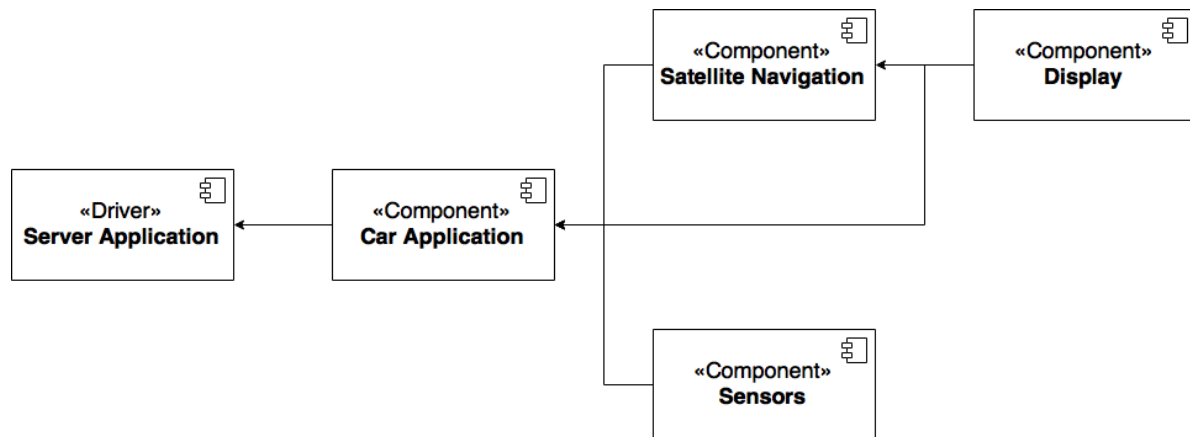 «Component»
Satellite Navigation
«Component»
Display
«Driver»
Server Application
«Component»
Car Application
«Component»
Sensors